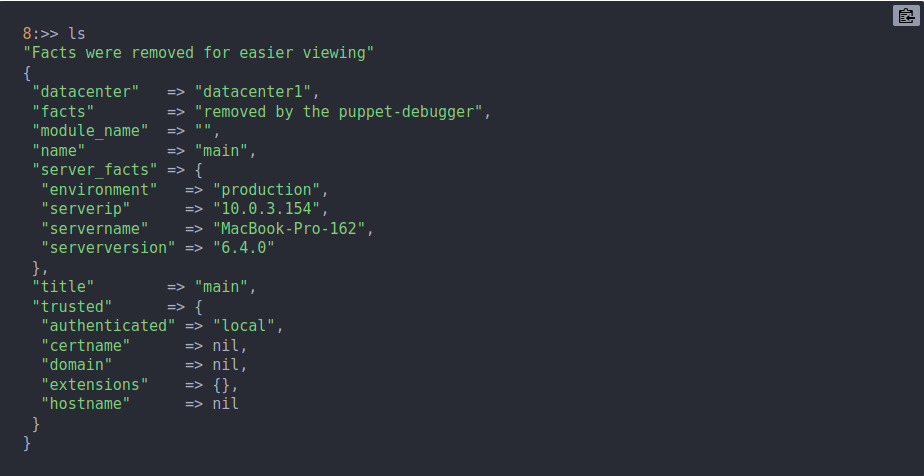 8:>> ls
"Facts were removed for easier viewing"
{
 "datacenter"   => "datacenter1",
 "facts"        => "removed by the puppet-debugger",
 "module_name"  => "",
 "name"         => "main",
 "server_facts" => {
  "environment"   => "production",
  "serverip"      => "10.0.3.154",
  "servername"    => "MacBook-Pro-162",
  "serverversion" => "6.4.0"
 },
 "title"        => "main",
 "trusted"      => {
  "authenticated" => "local",
  "certname"      => nil,
  "domain"        => nil,
  "extensions"    => {},
  "hostname"      => nil
 }
}